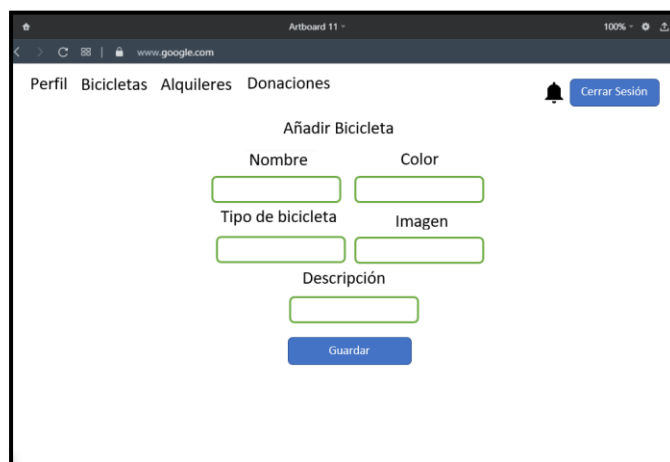 Artboard 11
100%
www.google.com
Perfil Bicicletas Alquileres Donaciones
Cerrar Sesión
Añadir Bicicleta
Nombre Color
Tipo de bicicleta Imagen
Descripción
Guardar